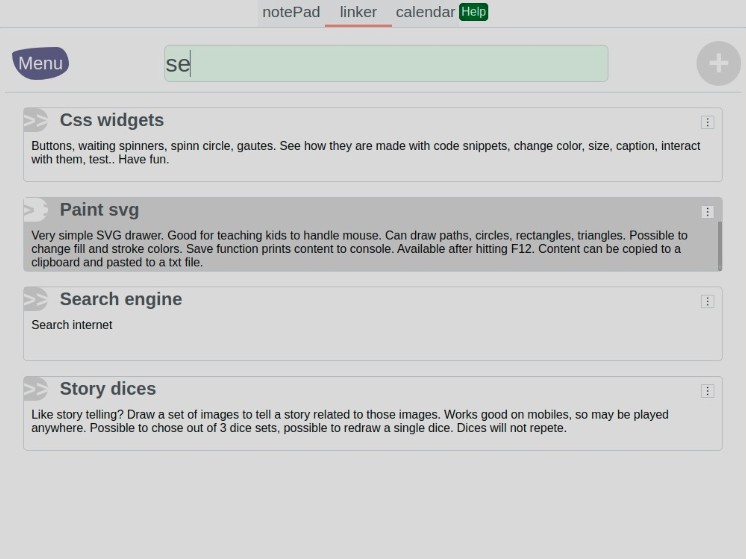 notePad linker calendar Help
Menu se +
>> Css widgets
Buttons, waiting spinners, spinn circle, gautes. See how they are made with code snippets, change color, size, caption, interact
with them, test.. Have fun.
> Paint svg
Very simple SVG drawer. Good for teaching kids to handle mouse. Can draw paths, circles, rectangles, triangles. Possible to
change fill and stroke colors. Save function prints content to console. Available after hitting F12. Content can be copied to a
clipboard and pasted to a txt file.
>> Search engine
Search internet
>> Story dices
Like story telling? Draw a set of images to tell a story related to those images. Works good on mobiles, so may be played
anywhere. Possible to chose out of 3 dice sets, possible to redraw a single dice. Dices will not repete.